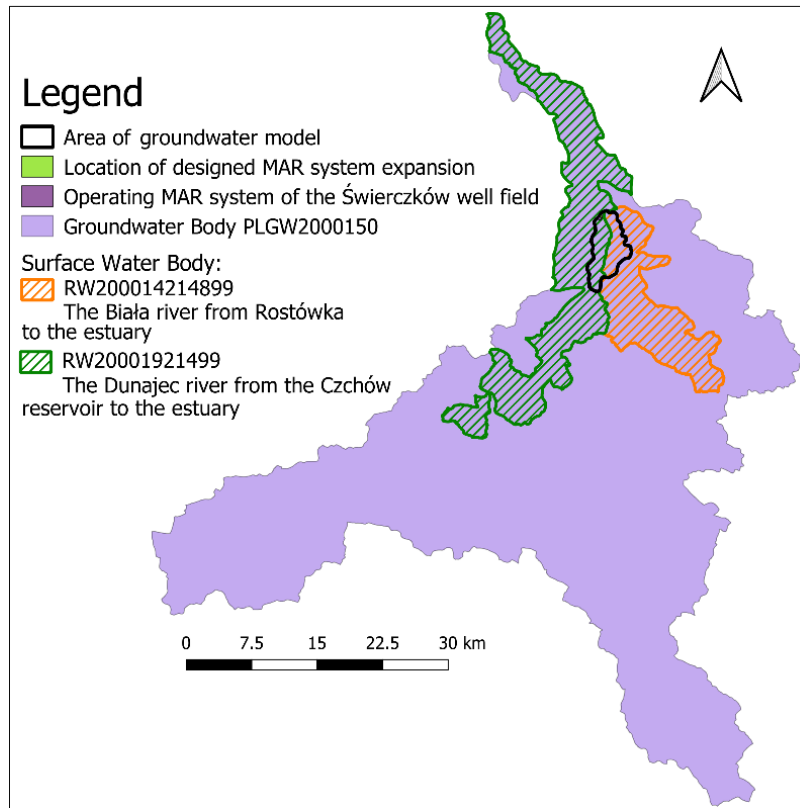 Legend
Area of groundwater model
Location of designed MAR system expansion
Operating MAR system of the Świerczków well field
Groundwater Body PLGW2000150
Surface Water Body:
RW200014214899
The Biała river from Rostówka
to the estuary
RW20001921499
The Dunajec river from the Czchów
reservoir to the estuary
0 7.5 15 22.5 30 km